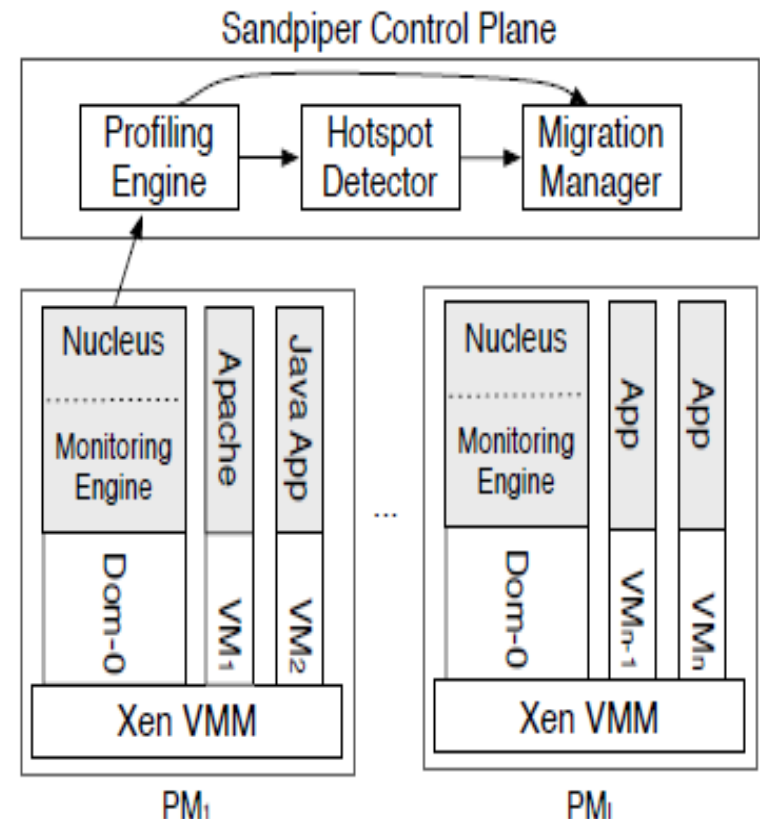 Sandpiper Control Plane
Profiling
Engine
Hotspot
Detector
Migration
Manager
Nucleus
Monitoring
Engine
Dom-0
Apache
VM₁
Java App
VM₂
Xen VMM
PM₁
...
Nucleus
Monitoring
Engine
Dom-0
App
VMₙ₋₁
App
VMₙ
Xen VMM